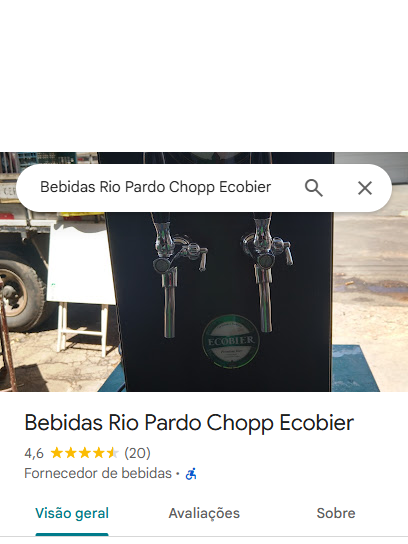 Bebidas Rio Pardo Chopp Ecobier
ECOBIER
Bebidas Rio Pardo Chopp Ecobier
4,6 (20)
Fornecedor de bebidas ·
Visão geral Avaliações Sobre